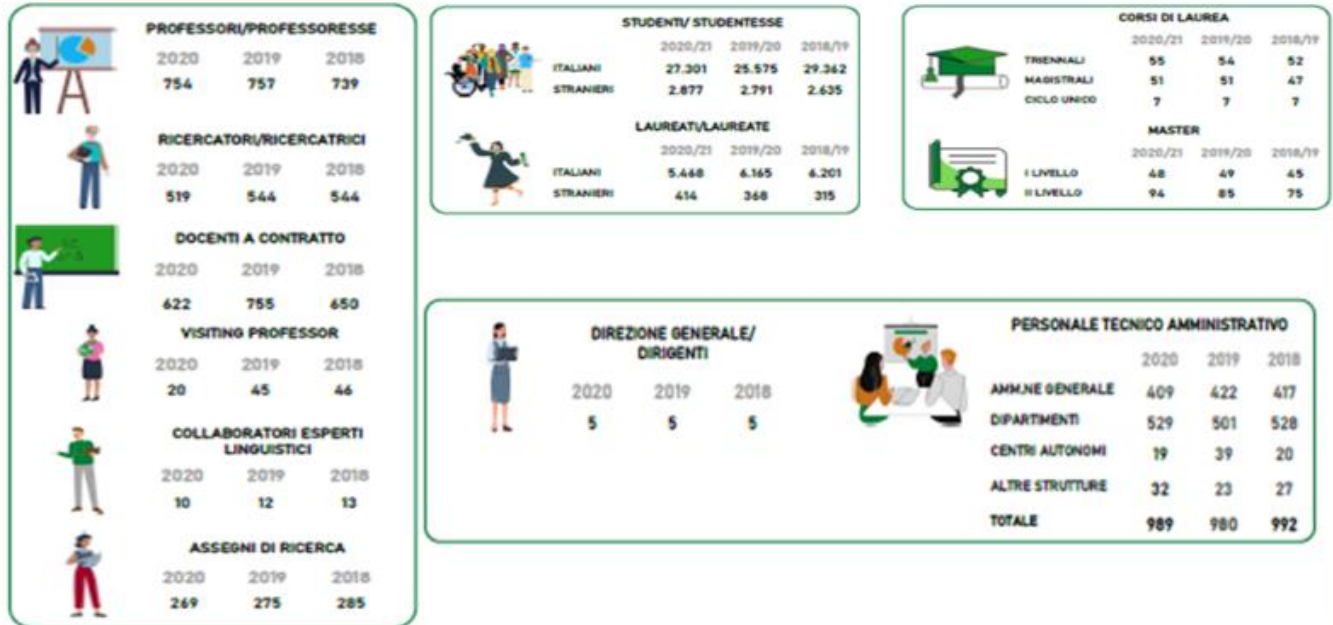 PROFESSORI/PROFESSORESSE
2020 2019 2018
754 757 739
RICERCATORI/RICERCATRICI
2020 2019 2018
519 544 544
DOCENTI A CONTRATTO
2020 2019 2018
622 755 650
VISITING PROFESSOR
2020 2019 2018
20 45 46
COLLABORATORI ESPERTI
LINGUISTICI
2020 2019 2018
10 12 13
ASSEGNI DI RICERCA
2020 2019 2018
269 275 285
STUDENTI/ STUDENTESSE
2020/21 2019/20 2018/19
ITALIANI 27.301 25.575 29.362
STRANIERI 2.877 2.791 2.635
LAUREATI/LAUREATE
2020/21 2019/20 2018/19
ITALIANI 5.468 6.165 6.201
STRANIERI 414 368 315
CORSI DI LAUREA
2020/21 2019/20 2018/19
TRIENNALI 55 54 52
MAGISTRALI 51 51 47
CICLO UNICO 7 7 7
MASTER
2020/21 2019/20 2018/19
I LIVELLO 48 49 45
II LIVELLO 94 85 75
DIREZIONE GENERALE/
DIRIGENTI
2020 2019 2018
5 5 5
PERSONALE TECNICO AMMINISTRATIVO
2020 2019 2018
AMM.NE GENERALE 409 422 417
DIPARTIMENTI 529 501 528
CENTRI AUTONOMI 19 39 20
ALTRE STRUTTURE 32 23 27
TOTALE 989 980 992